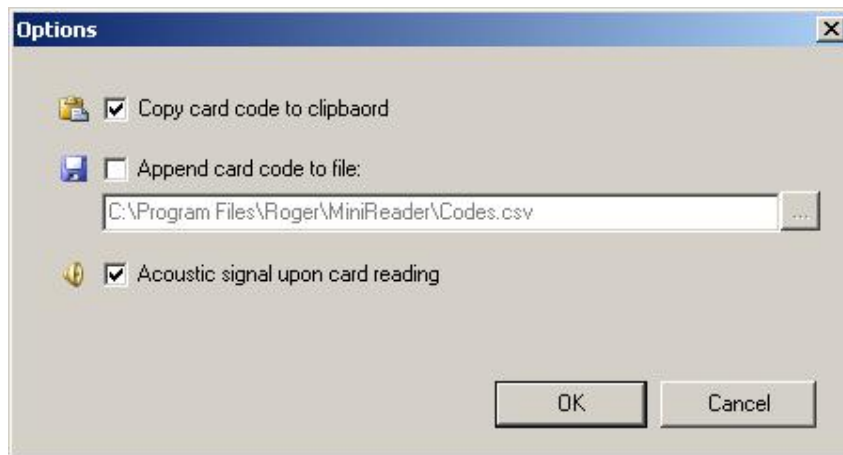 Options
Copy card code to clipbaord
Append card code to file:
C:\Program Files\Roger\MiniReader\Codes.csv
...
Acoustic signal upon card reading
OK Cancel